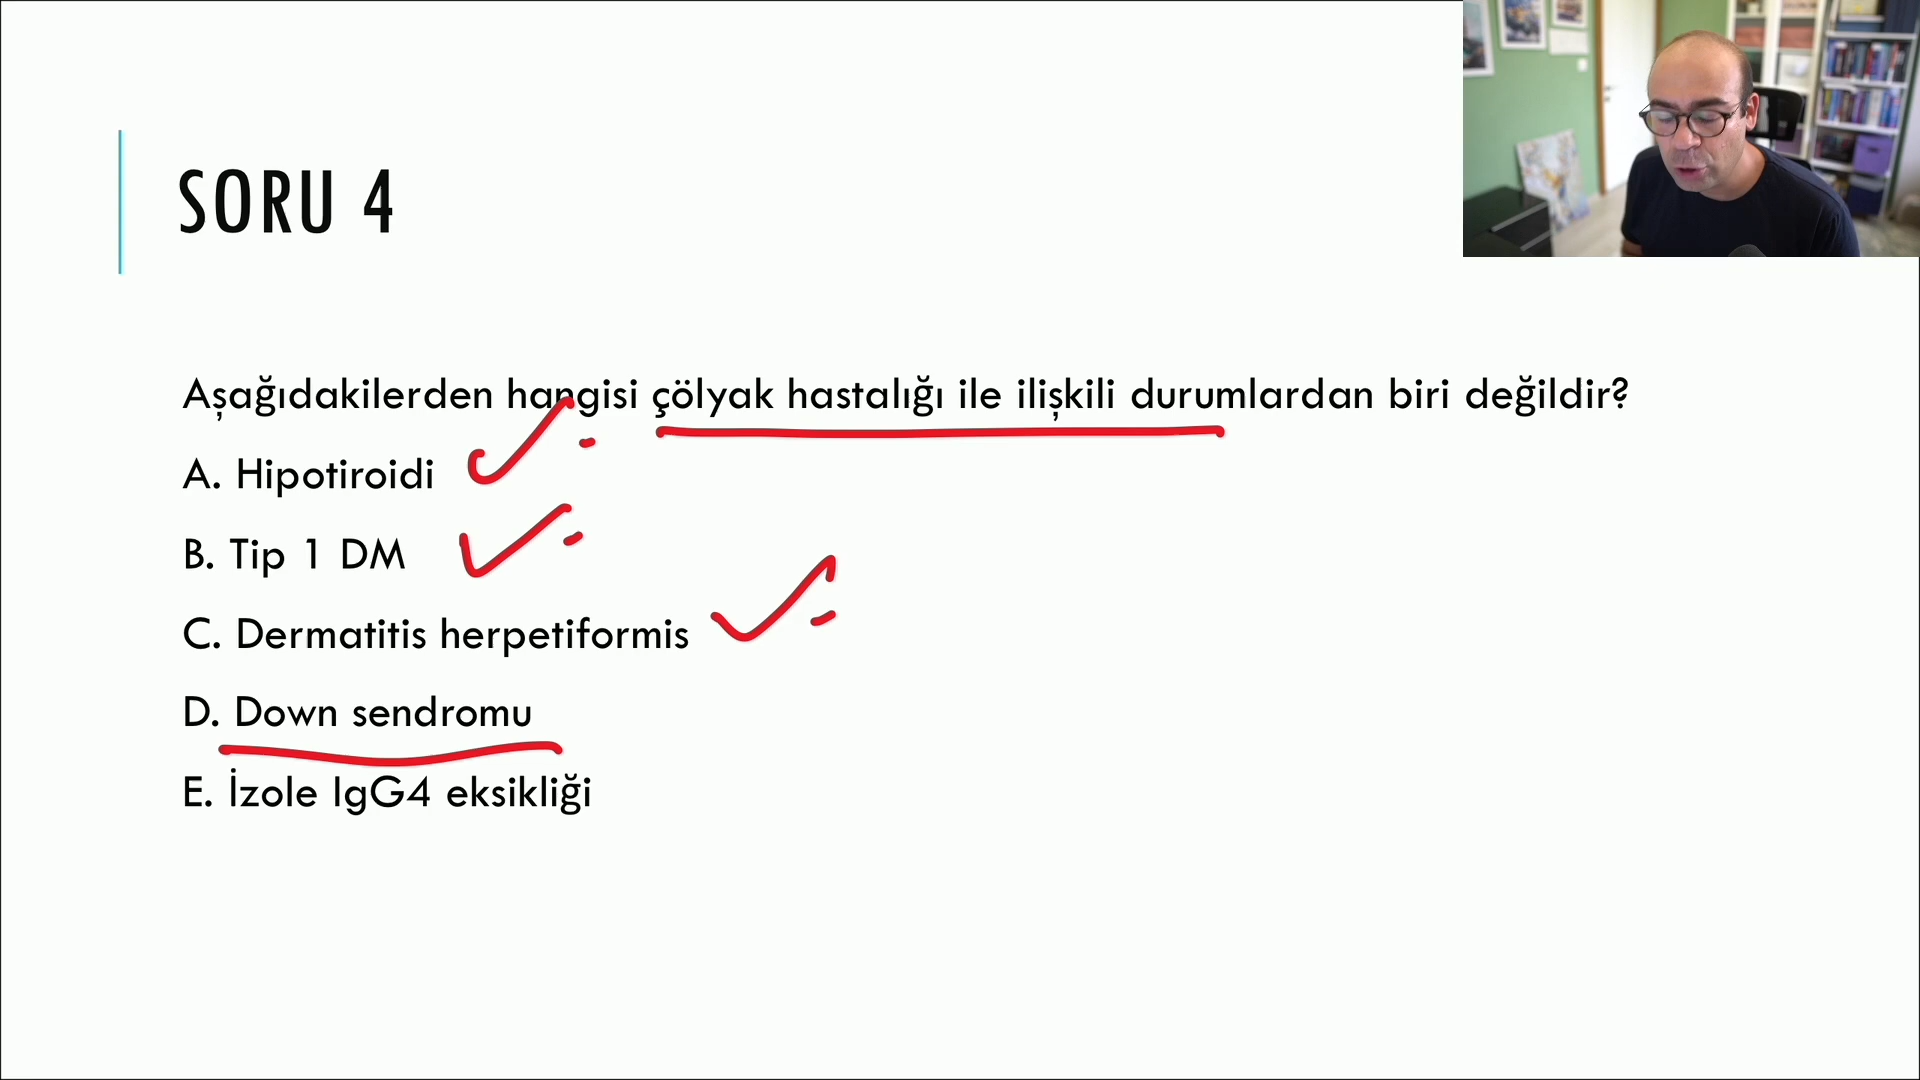 SORU 4
Aşağıdakilerden hangisi çölyak hastalığı ile ilişkili durumlardan biri değildir?
A. Hipotiroidi
B. Tip 1 DM
C. Dermatitis herpetiformis
D. Down sendromu
E. İzole IgG4 eksikliği